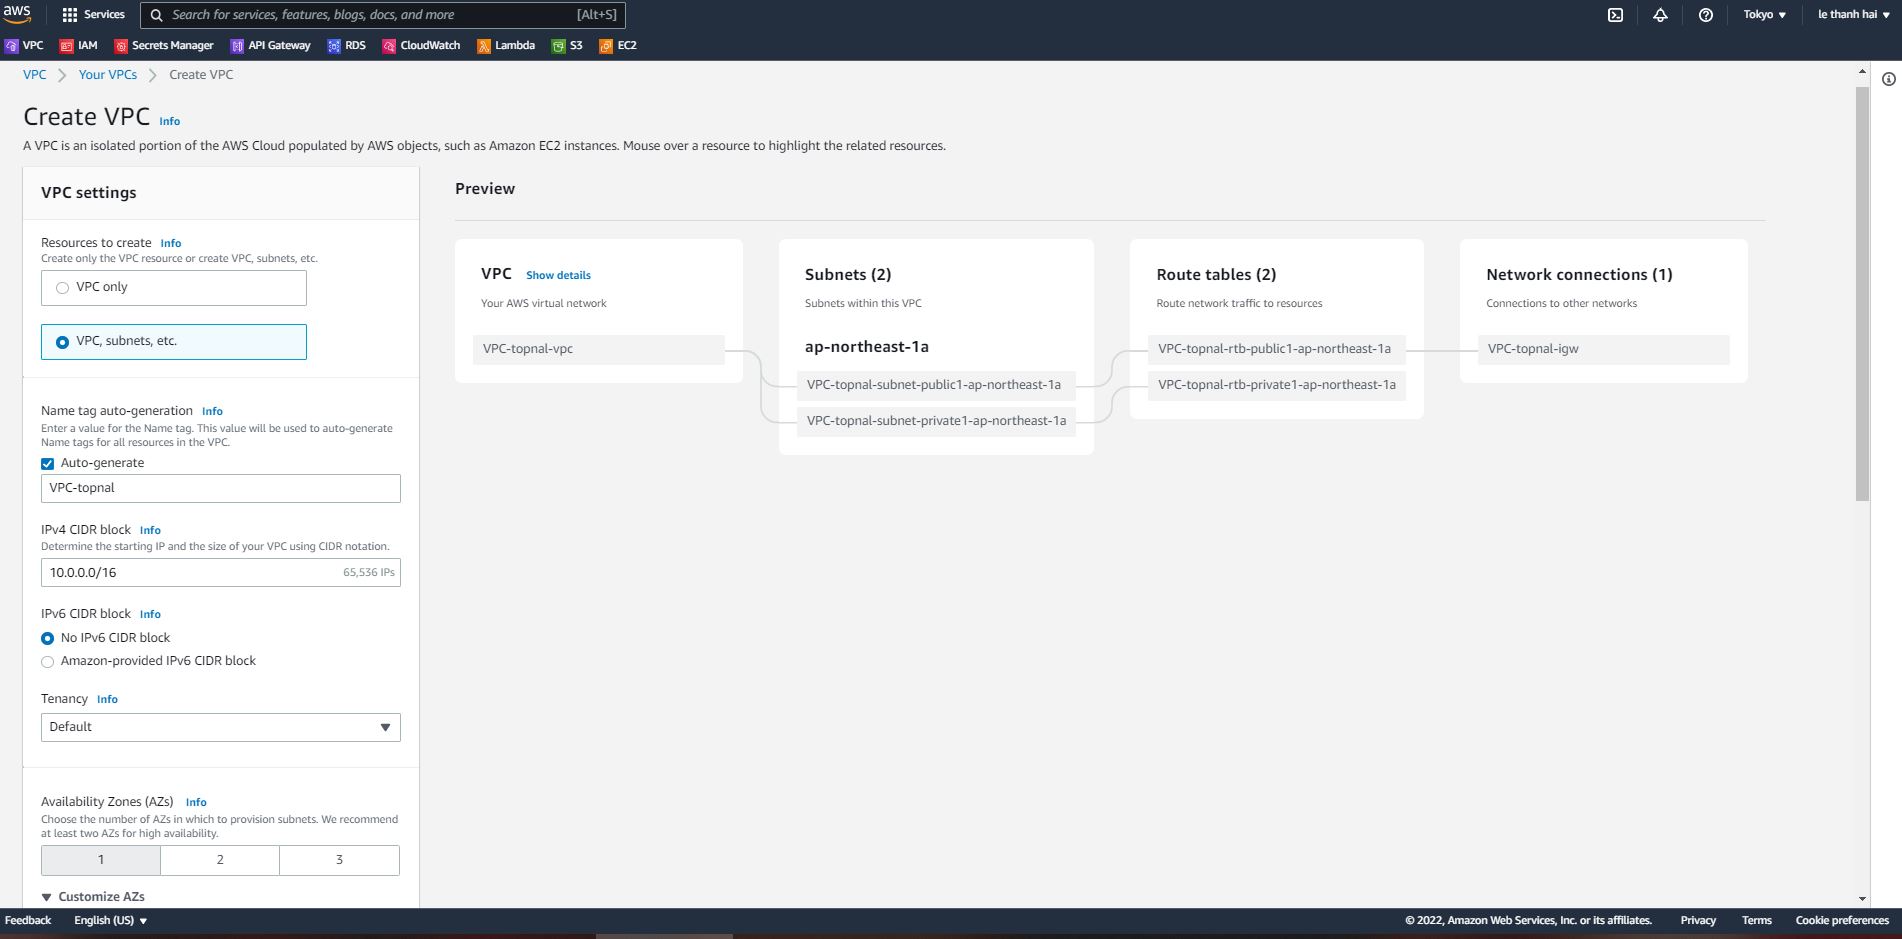 aws
Services
Search for services, features, blogs, docs, and more
[Alt+S]
Tokyo
le thanh hai
VPC
IAM
Secrets Manager
API Gateway
RDS
CloudWatch
Lambda
S3
EC2
VPC
Your VPCs
Create VPC
Create VPC Info
A VPC is an isolated portion of the AWS Cloud populated by AWS objects, such as Amazon EC2 instances. Mouse over a resource to highlight the related resources.
VPC settings
Resources to create Info
Create only the VPC resource or create VPC, subnets, etc.
VPC only
VPC, subnets, etc.
Name tag auto-generation Info
Enter a value for the Name tag. This value will be used to auto-generate
Name tags for all resources in the VPC.
Auto-generate
VPC-topnal
IPv4 CIDR block Info
Determine the starting IP and the size of your VPC using CIDR notation.
10.0.0.0/16
65,536 IPs
IPv6 CIDR block Info
No IPv6 CIDR block
Amazon-provided IPv6 CIDR block
Tenancy Info
Default
Availability Zones (AZs) Info
Choose the number of AZs in which to provision subnets. We recommend
at least two AZs for high availability.
1
2
3
Customize AZs
Preview
VPC Show details
Your AWS virtual network
VPC-topnal-vpc
Subnets (2)
Subnets within this VPC
ap-northeast-1a
VPC-topnal-subnet-public1-ap-northeast-1a
VPC-topnal-subnet-private1-ap-northeast-1a
Route tables (2)
Route network traffic to resources
VPC-topnal-rtb-public1-ap-northeast-1a
VPC-topnal-rtb-private1-ap-northeast-1a
Network connections (1)
Connections to other networks
VPC-topnal-igw
Feedback
English (US)
© 2022, Amazon Web Services, Inc. or its affiliates.
Privacy
Terms
Cookie preferences